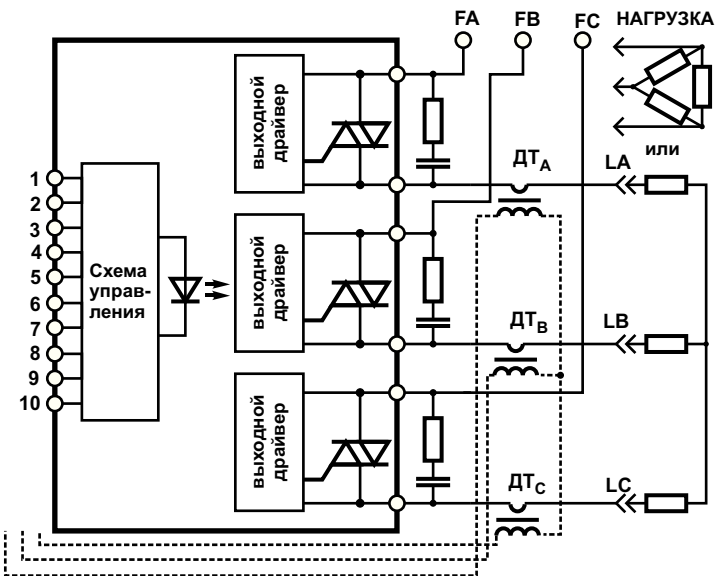 FA FB FC НАГРУЗКА
или
выходной
драйвер
ДТA
LA
1
2
3
4
5
6
7
8
9
10
Схема
управ-
ления
выходной
драйвер
ДТB
LB
выходной
драйвер
ДТC
LC